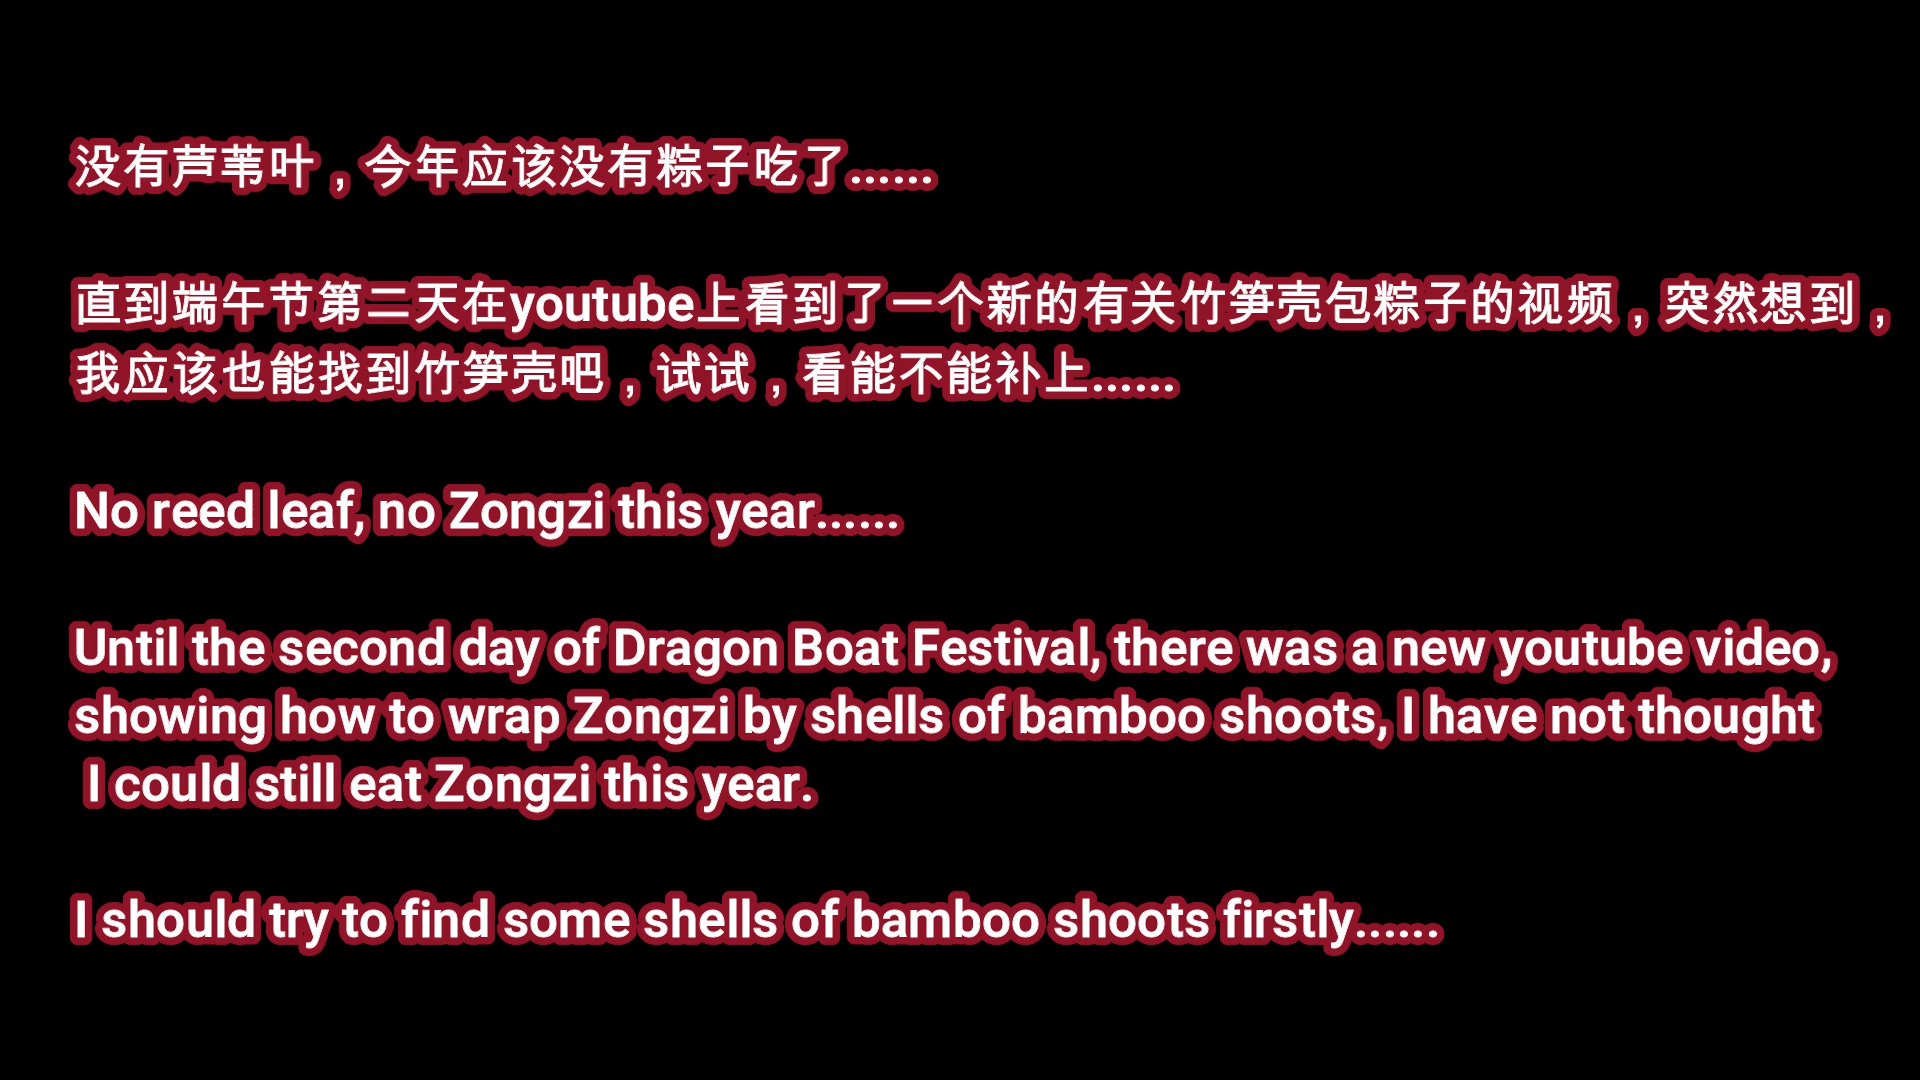 没有芦苇叶，今年应该没有粽子吃了......
直到端午节第二天在youtube上看到了一个新的有关竹笋壳包粽子的视频，突然想到，
我应该也能找到竹笋壳吧，试试，看能不能补上......
No reed leaf, no Zongzi this year......
Until the second day of Dragon Boat Festival, there was a new youtube video,
showing how to wrap Zongzi by shells of bamboo shoots, I have not thought
I could still eat Zongzi this year.
I should try to find some shells of bamboo shoots firstly......